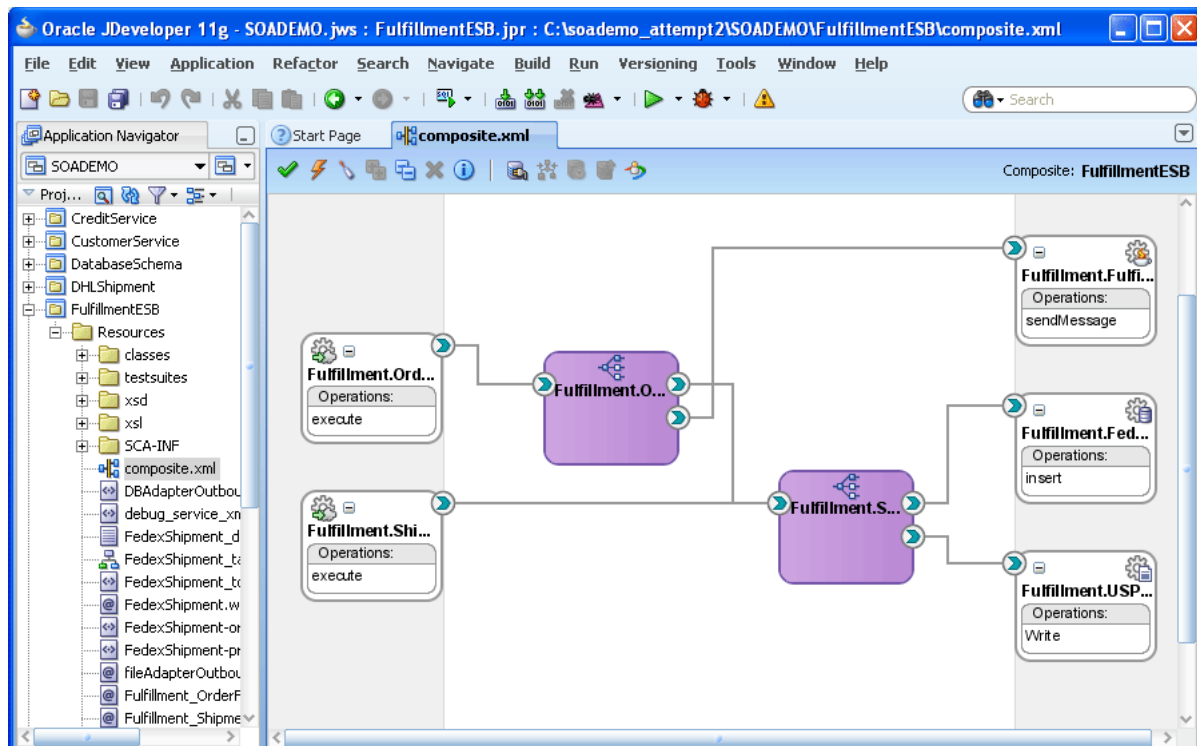 Oracle JDeveloper 11g - SOADEMO.jws : FulfillmentESB.jpr : C:\soademo_attempt2\SOADEMO\FulfillmentESB\composite.xml
File Edit View Application Refactor Search Navigate Build Run Versioning Tools Window Help
Search
Application Navigator
Start Page
composite.xml
SOADEMO
Composite: FulfillmentESB
Proj...
CreditService
CustomerService
DatabaseSchema
DHLShipment
FulfillmentESB
Resources
classes
testsuites
xsd
xsl
SCA-INF
composite.xml
DBAdapterOutbou
debug_service_xn
FedexShipment_d
FedexShipment_ta
FedexShipment_to
FedexShipment.w
FedexShipment-or
FedexShipment-pr
fileAdapterOutbou
Fulfillment_OrderF
Fulfillment_Shipme
Fulfillment.Ord...
Operations:
execute
Fulfillment.Shi...
Operations:
execute
Fulfillment.O...
Fulfillment.S...
Fulfillment.Fulfi...
Operations:
sendMessage
Fulfillment.Fed...
Operations:
insert
Fulfillment.USP...
Operations:
Write